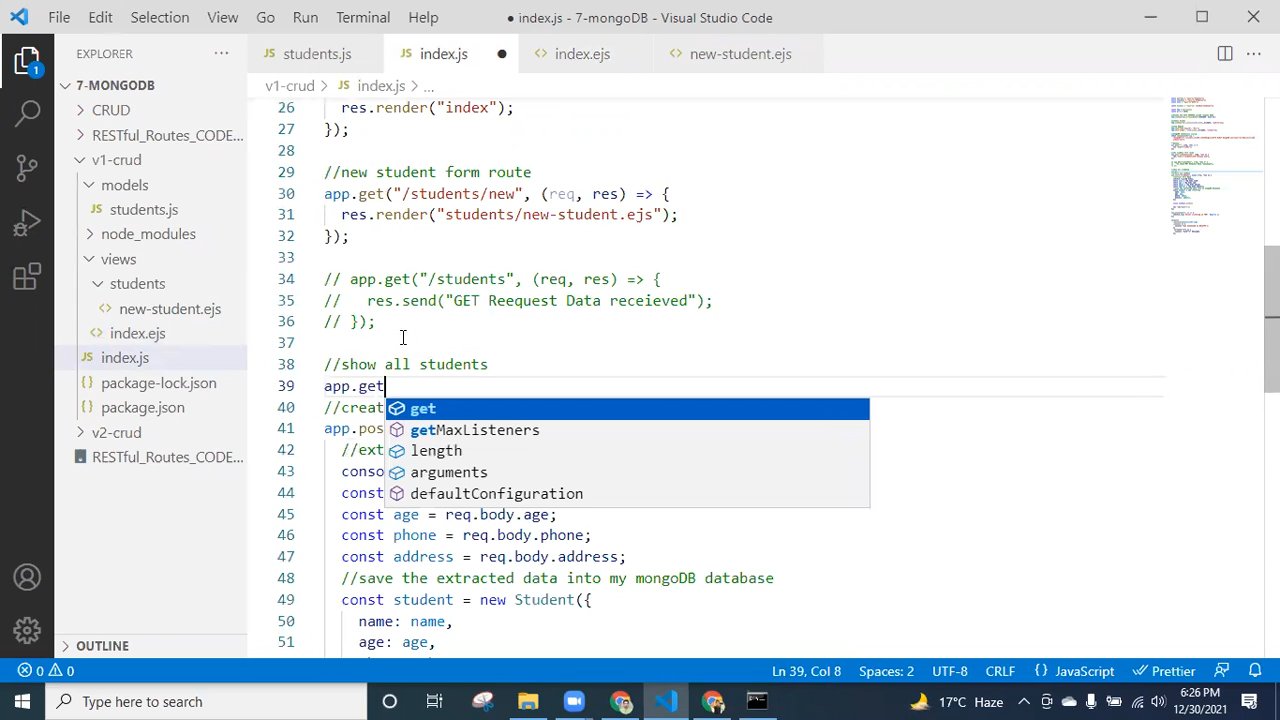 File Edit Selection View Go Run Terminal
● index.js - 7-mongoDB - Visual Studio Code
EXPLORER
JS students.js
JS index.js ●
<> index.ejs
<> new-student.ejs
1
7-MONGODB
CRUD
RESTful_Routes_CODE...
v1-crud
models
JS students.js
node_modules
views
students
<> new-student.ejs
<> index.ejs
JS index.js
package-lock.json
package.json
v2-crud
RESTful_Routes_CODE...
OUTLINE
v1-crud > JS index.js > ...
26 res.render("index");
27 );
28
29 new student form route
30 .get("/students/new", (req, res) => {
31 res.render("students/new-student.ejs");
32 );
33
34 // app.get("/students", (req, res) => {
35 //   res.send("GET Reequest Data receieved");
36 // });
37
38 //show all students
39 app.get
40 //creat
41 app.pos
42 //ext
43 conso
44 const
45 const age = req.body.age;
46 const phone = req.body.phone;
47 const address = req.body.address;
48 //save the extracted data into my mongoDB database
49 const student = new Student({
50 name: name,
51 age: age,
get
getMaxListeners
length
arguments
defaultConfiguration
0 0
Ln 39, Col 8 Spaces: 2 UTF-8 CRLF {} JavaScript Prettier
Type here to search
17°C Haze
6:26 PM
12/30/2021